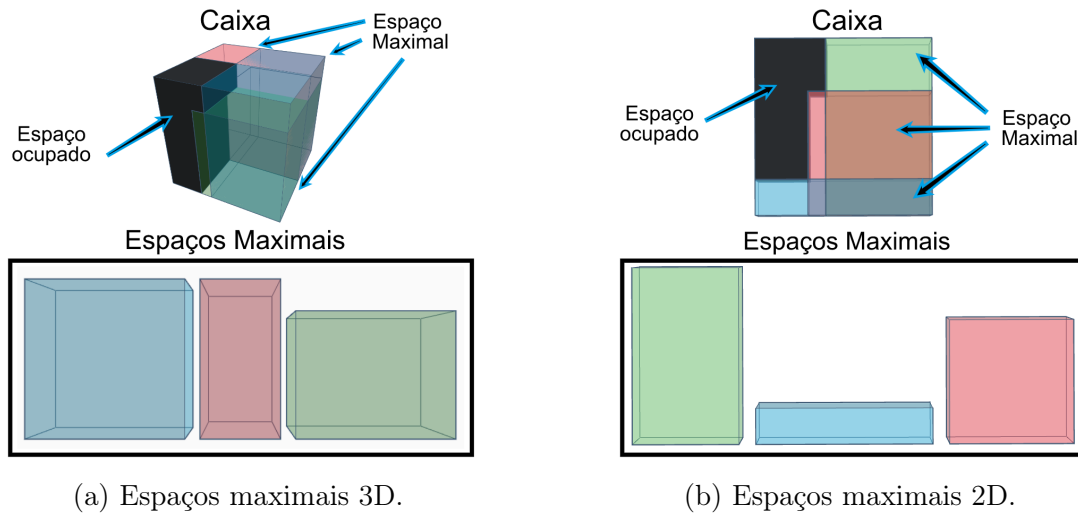 Caixa
Espaço
Maximal
Espaço
ocupado
Espaços Maximais
(a) Espaços maximais 3D.
Caixa
Espaço
ocupado
Espaço
Maximal
Espaços Maximais
(b) Espaços maximais 2D.